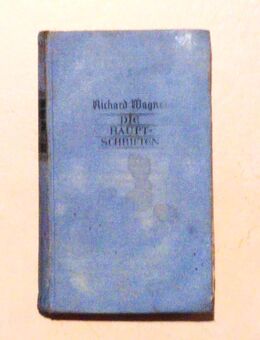 Richard Wagner
Die
HAUPT-
SCHRIFTEN